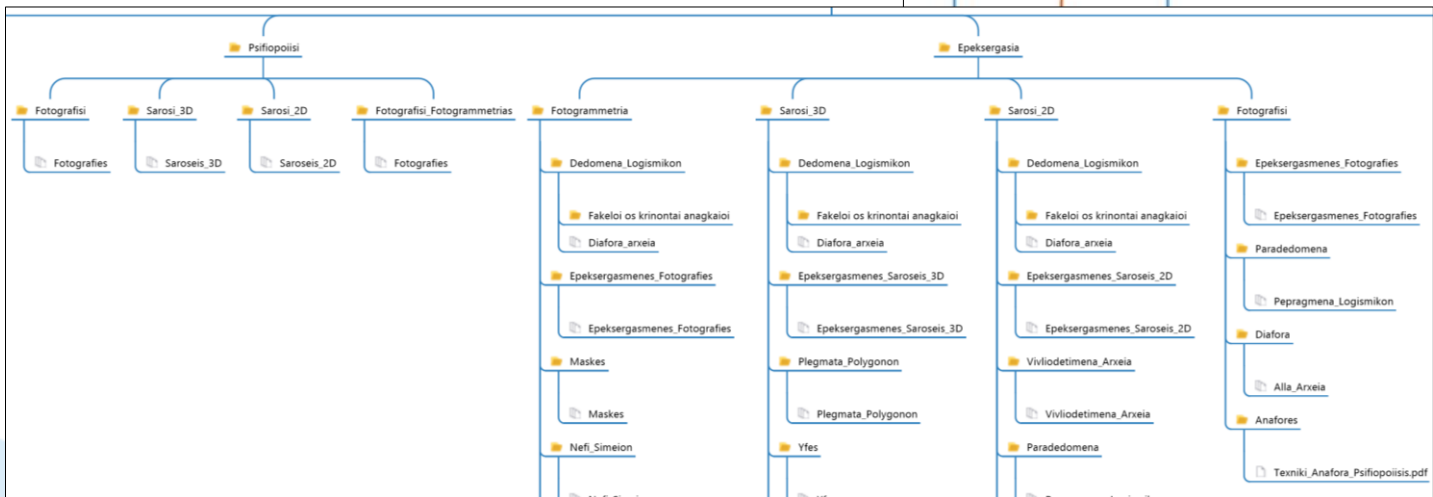 Psifiopoiisi
Epeksergasia
Fotografisi
Sarosi_3D
Sarosi_2D
Fotografisi_Fotogrammetrias
Fotogrammetria
Sarosi_3D
Sarosi_2D
Fotografisi
Fotografies
Saroseis_3D
Saroseis_2D
Fotografies
Dedomena_Logismikon
Dedomena_Logismikon
Dedomena_Logismikon
Epeksergasmenes_Fotografies
Fakeloi os krinontai anagkaioi
Fakeloi os krinontai anagkaioi
Fakeloi os krinontai anagkaioi
Epeksergasmenes_Fotografies
Diafora_arxeia
Diafora_arxeia
Diafora_arxeia
Paradedomena
Epeksergasmenes_Fotografies
Epeksergasmenes_Saroseis_3D
Epeksergasmenes_Saroseis_2D
Pepragmena_Logismikon
Epeksergasmenes_Fotografies
Epeksergasmenes_Saroseis_3D
Epeksergasmenes_Saroseis_2D
Diafora
Maskes
Plegmata_Polygonon
Vivliodetimena_Arxeia
Alla_Arxeia
Maskes
Plegmata_Polygonon
Vivliodetimena_Arxeia
Anafores
Nefi_Simeion
Yfes
Paradedomena
Texniki_Anafora_Psifiopoiisis.pdf